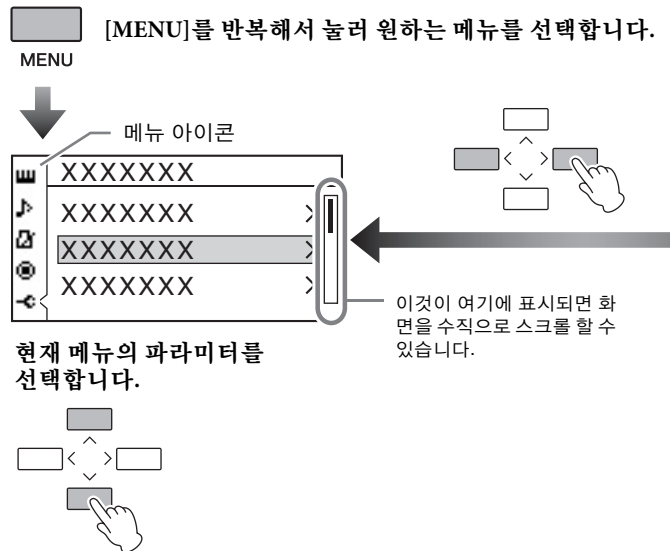 [MENU]를 반복해서 눌러 원하는 메뉴를 선택합니다.
MENU
메뉴 아이콘
XXXXXXX
XXXXXXX X
XXXXXXX X
XXXXXXX X
이것이 여기에 표시되면 화
면을 수직으로 스크롤 할 수
있습니다.
현재 메뉴의 파라미터를
선택합니다.